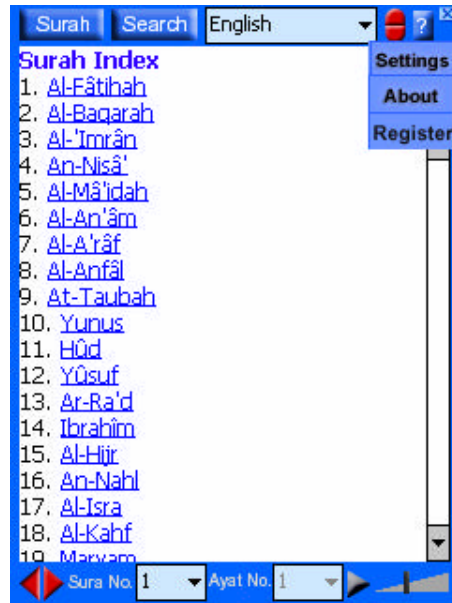 Surah Search English ?
Surah Index
Settings
About
Register
1. Al-Fâtihah
2. Al-Baqarah
3. Al-'Imrân
4. An-Nisâ'
5. Al-Mâ'idah
6. Al-An'âm
7. Al-A'râf
8. Al-Anfâl
9. At-Taubah
10. Yunus
11. Hûd
12. Yûsuf
13. Ar-Ra'd
14. Ibrahîm
15. Al-Hijr
16. An-Nahl
17. Al-Isra
18. Al-Kahf
19. Maryam
Sura No. 1 Ayat No. 1